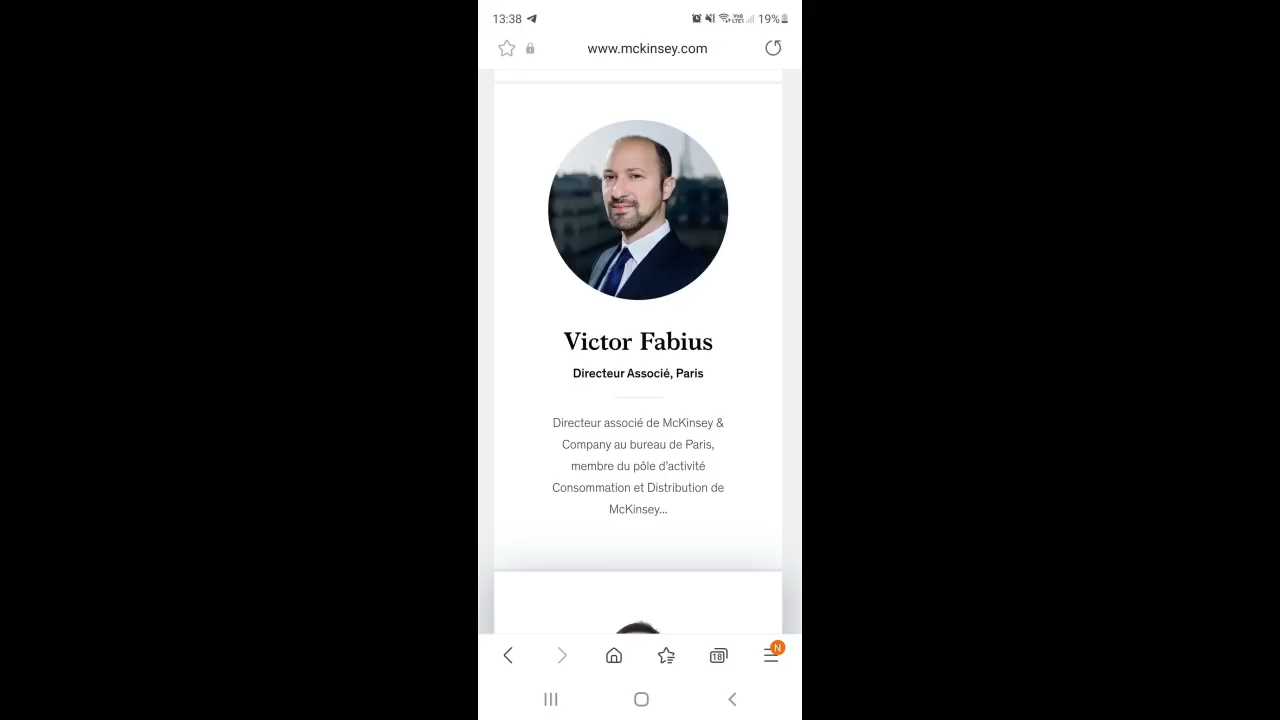 13:38
19%
www.mckinsey.com
Victor Fabius
Directeur Associé, Paris
Directeur associé de McKinsey &
Company au bureau de Paris,
membre du pôle d'activité
Consommation et Distribution de
McKinsey...
18
N